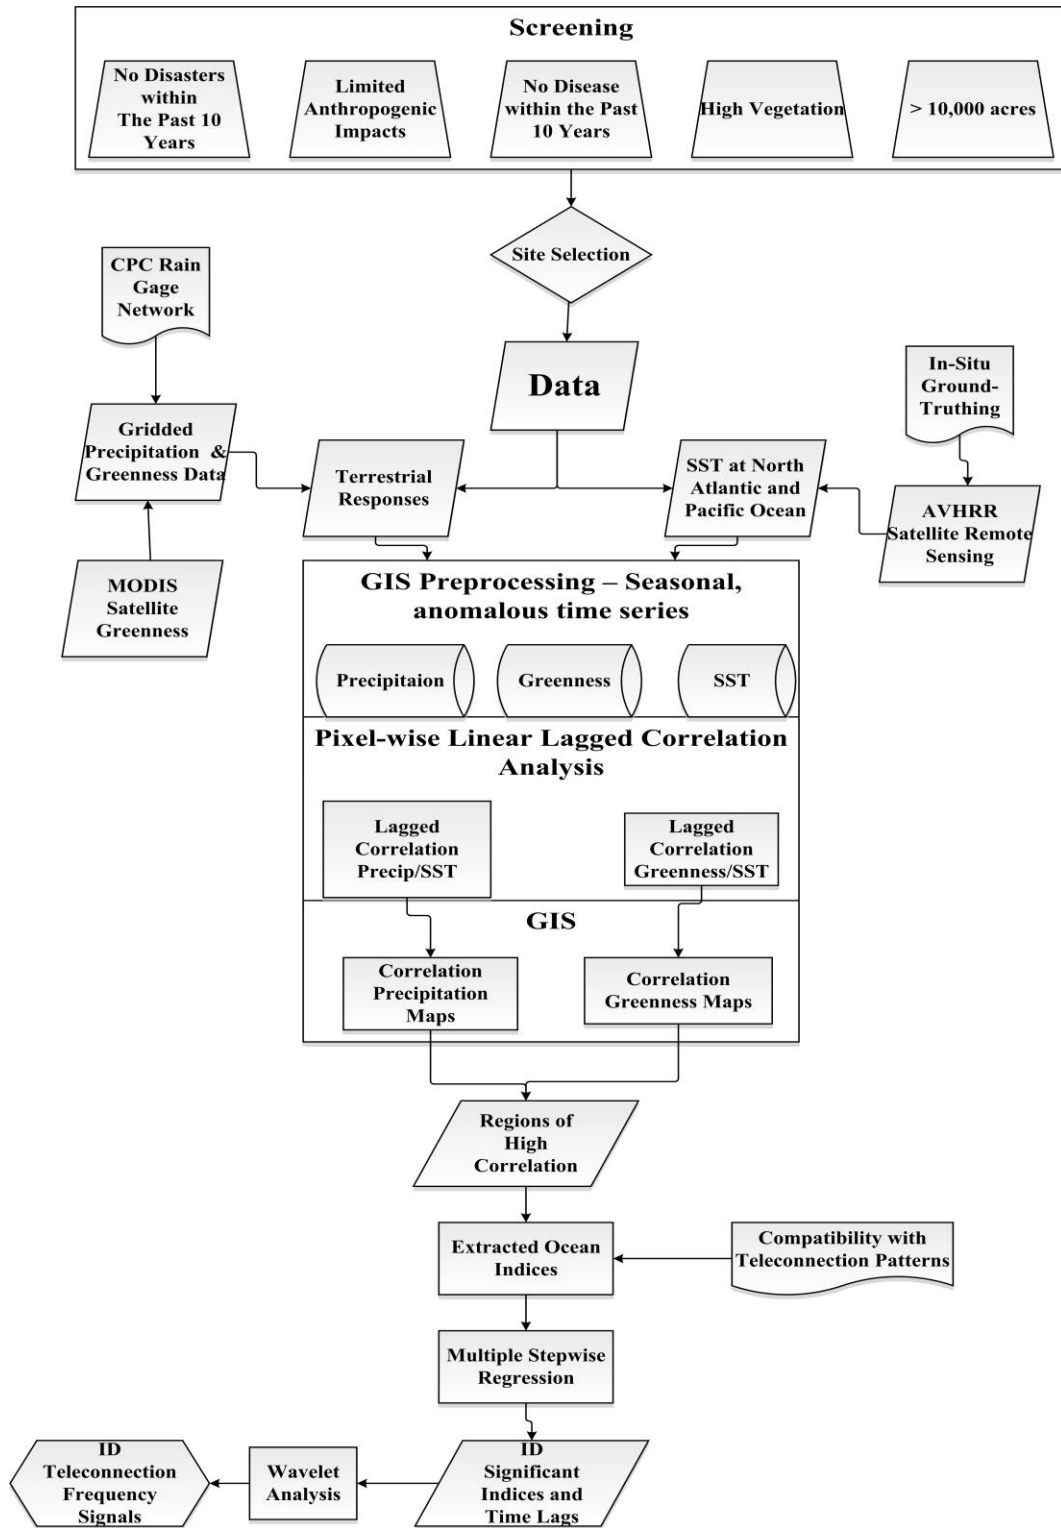 Screening
No Disasters
within
The Past 10
Years
Limited
Anthropogenic
Impacts
No Disease
within the Past
10 Years
High Vegetation
> 10,000 acres
Site Selection
CPC Rain
Gage
Network
Data
In-Situ
Ground-
Truthing
Gridded
Precipitation &
Greenness Data
Terrestrial
Responses
SST at North
Atlantic and
Pacific Ocean
AVHRR
Satellite Remote
Sensing
MODIS
Satellite
Greenness
GIS Preprocessing – Seasonal,
anomalous time series
Precipitaion
Greenness
SST
Pixel-wise Linear Lagged Correlation
Analysis
Lagged
Correlation
Precip/SST
Lagged
Correlation
Greenness/SST
GIS
Correlation
Precipitation
Maps
Correlation
Greenness Maps
Regions of
High
Correlation
Extracted Ocean
Indices
Compatibility with
Teleconnection Patterns
Multiple Stepwise
Regression
ID
Teleconnection
Frequency
Signals
Wavelet
Analysis
ID
Significant
Indices and
Time Lags